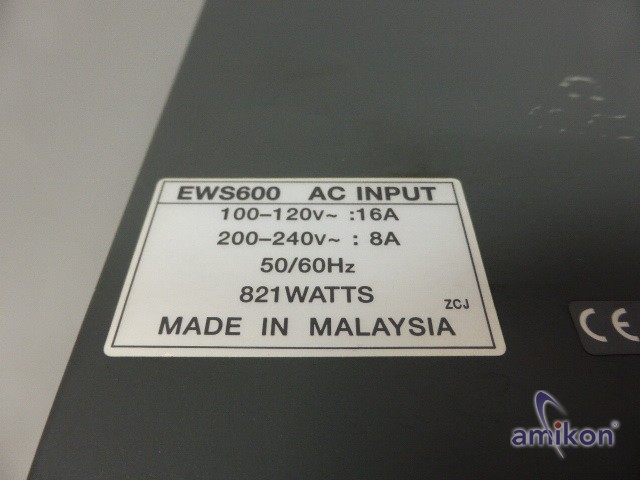 EWS600 AC INPUT
100-120V~ :16A
200-240V~ : 8A
50/60Hz
821WATTS
ZCJ
MADE IN MALAYSIA
CE
amikon